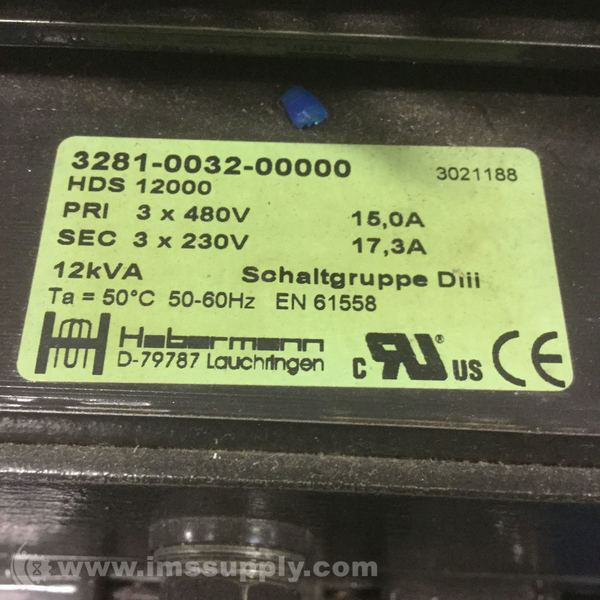 3281-0032-00000
3021188
HDS 12000
PRI 3 x 480V 15,0A
SEC 3 x 230V 17,3A
12kVA Schaltgruppe Diii
Ta = 50°C 50-60Hz EN 61558
Habermann
D-79787 Lauchringen
c RU ® US CE
www.imssupply.com